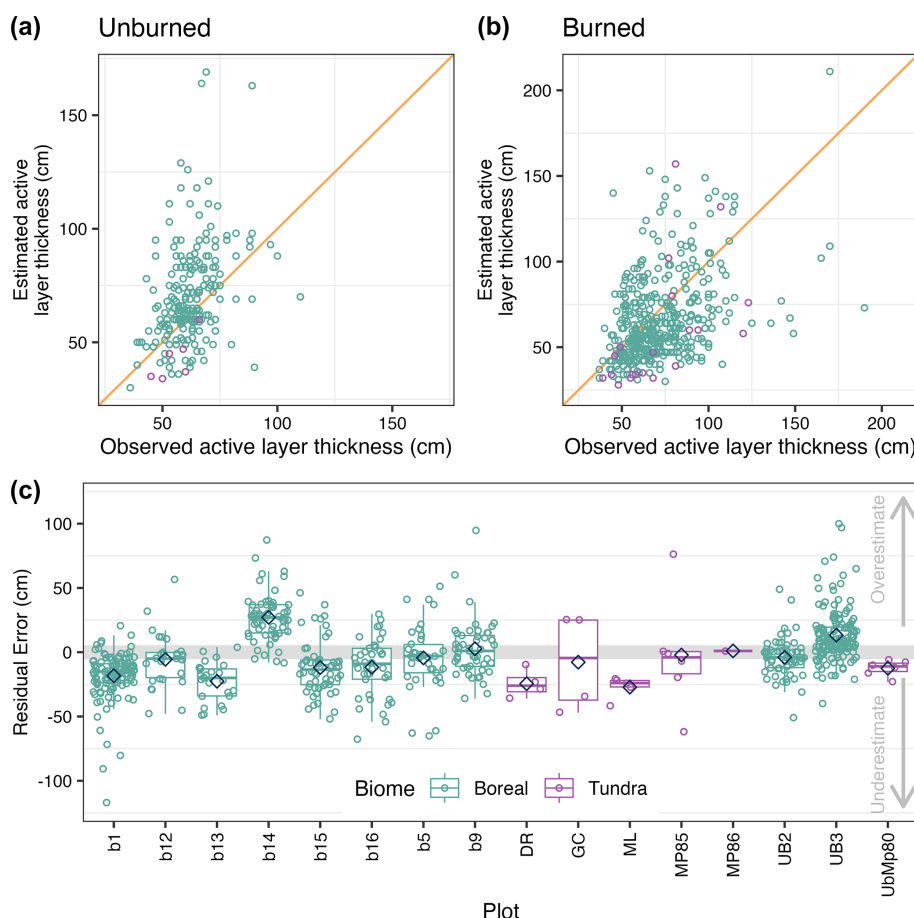 (a) Unburned
150
100
50
Estimated active
layer thickness (cm)
50 100 150
Observed active layer thickness (cm)
(b) Burned
200
150
100
50
Estimated active
layer thickness (cm)
50 100 150 200
Observed active layer thickness (cm)
(c)
100
50
0
-50
-100
Residual Error (cm)
Overestimate
Underestimate
Biome Boreal Tundra
b1 b12 b13 b14 b15 b16 b5 b9 DR GC ML MP85 MP86 UB2 UB3 UbMp80
Plot